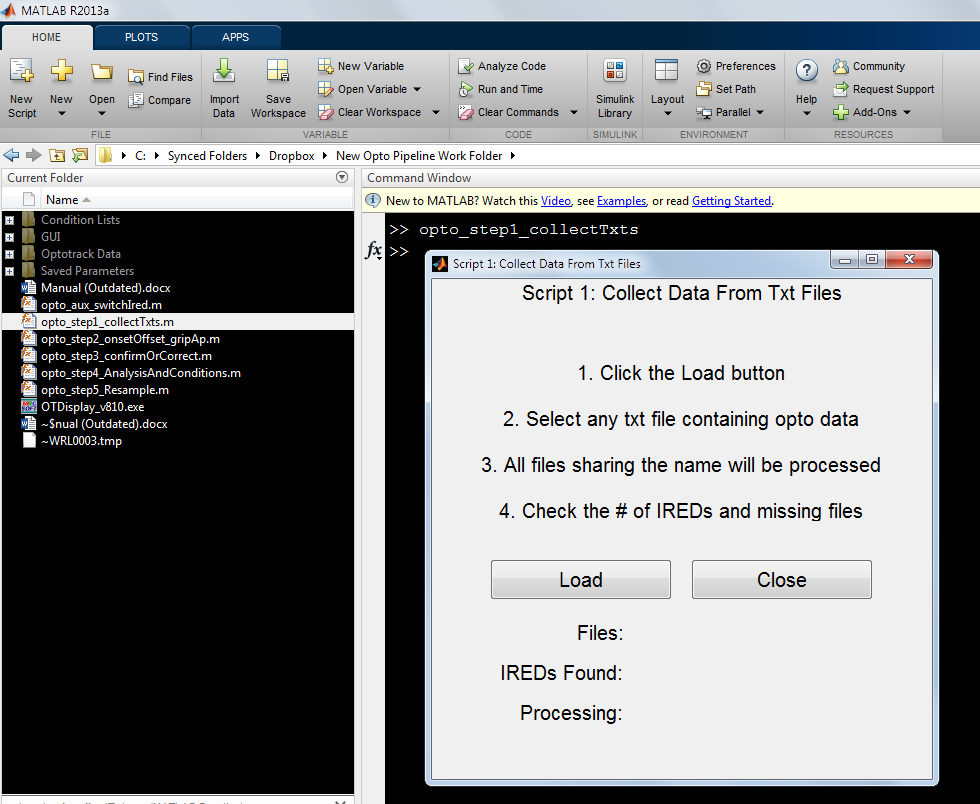 MATLAB R2013a
HOME PLOTS APPS
New Script
New
Open
Find Files
Compare
FILE
Import Data
Save Workspace
New Variable
Open Variable
Clear Workspace
VARIABLE
Analyze Code
Run and Time
Clear Commands
CODE
Simulink Library
SIMULINK
Layout
Preferences
Set Path
Parallel
ENVIRONMENT
Help
Community
Request Support
Add-Ons
RESOURCES
C: Synced Folders Dropbox New Opto Pipeline Work Folder
Current Folder
Name
Condition Lists
GUI
Optotrack Data
Saved Parameters
Manual (Outdated).docx
opto_aux_switchIred.m
opto_step1_collectTxts.m
opto_step2_onsetOffset_gripAp.m
opto_step3_confirmOrCorrect.m
opto_step4_AnalysisAndConditions.m
opto_step5_Resample.m
OTDisplay_v810.exe
~$nual (Outdated).docx
~WRL0003.tmp
Command Window
New to MATLAB? Watch this Video, see Examples, or read Getting Started.
>> opto_step1_collectTxts
fx >>
Script 1: Collect Data From Txt Files
Script 1: Collect Data From Txt Files
1. Click the Load button
2. Select any txt file containing opto data
3. All files sharing the name will be processed
4. Check the # of IREDs and missing files
Load Close
Files:
IREDs Found:
Processing: